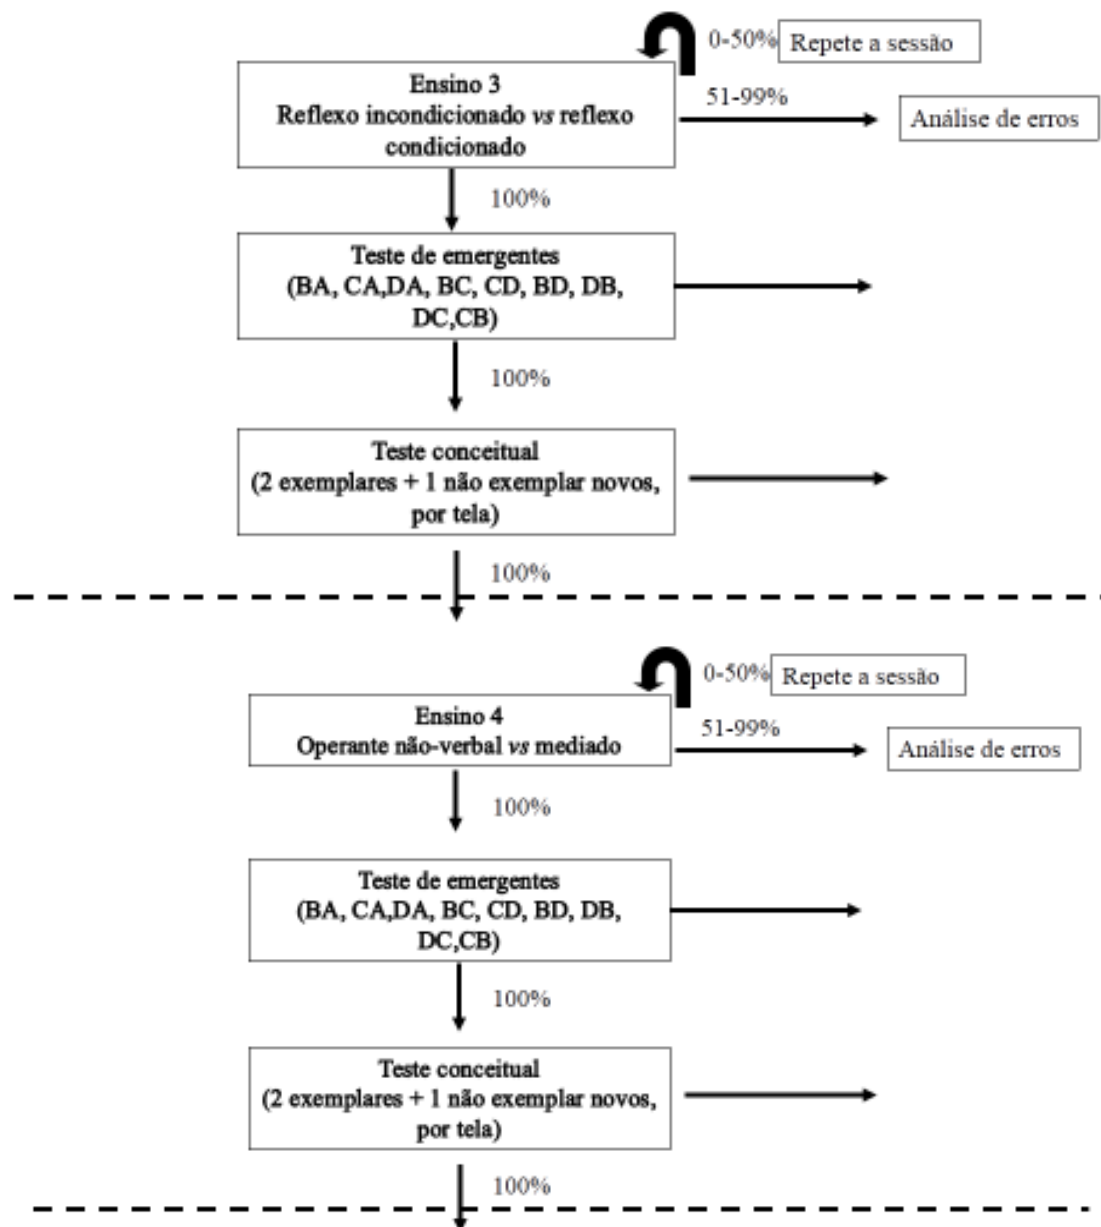 0-50% Repete a sessão
Ensino 3
Reflexo incondicionado vs reflexo
condicionado
51-99%
Análise de erros
100%
Teste de emergentes
(BA, CA,DA, BC, CD, BD, DB,
DC,CB)
100%
Teste conceitual
(2 exemplares + 1 não exemplar novos,
por tela)
100%
0-50% Repete a sessão
Ensino 4
Operante não-verbal vs mediado
51-99%
Análise de erros
100%
Teste de emergentes
(BA, CA,DA, BC, CD, BD, DB,
DC,CB)
100%
Teste conceitual
(2 exemplares + 1 não exemplar novos,
por tela)
100%